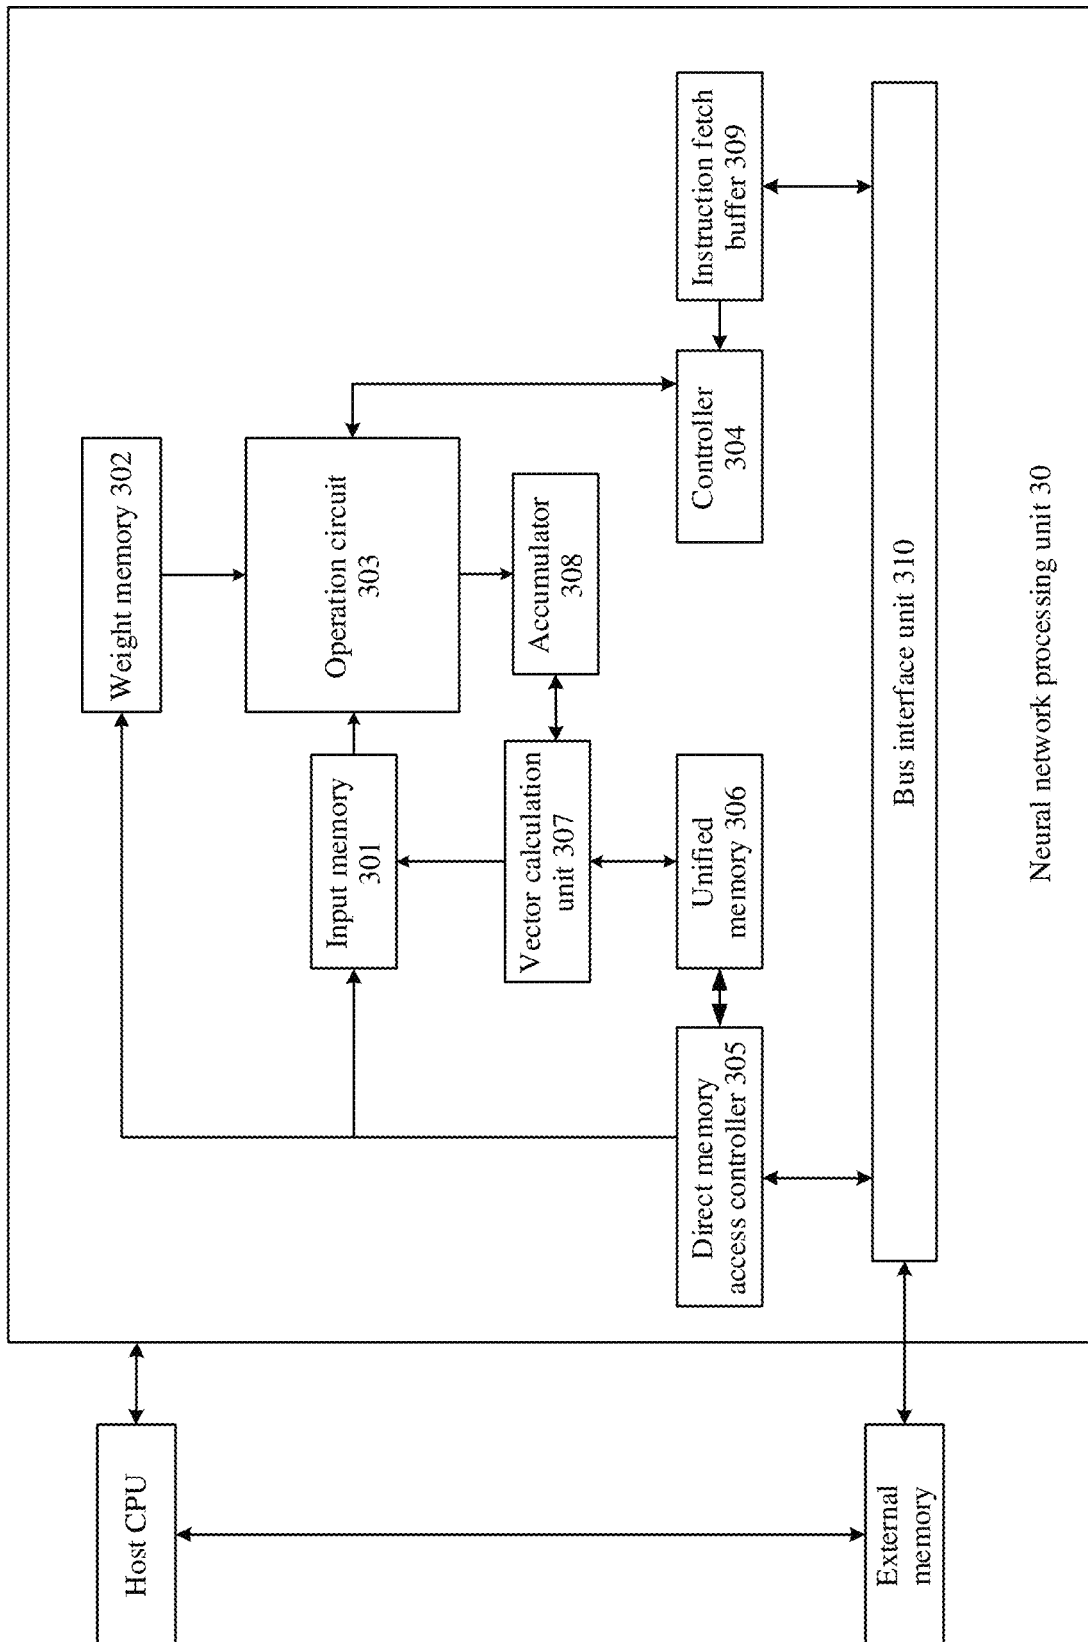 Host CPU
External
memory
Weight memory 302
Operation circuit
303
Input memory
301
Accumulator
308
Vector calculation
unit 307
Direct memory
access controller 305
Unified
memory 306
Controller
304
Instruction fetch
buffer 309
Bus interface unit 310
Neural network processing unit 30